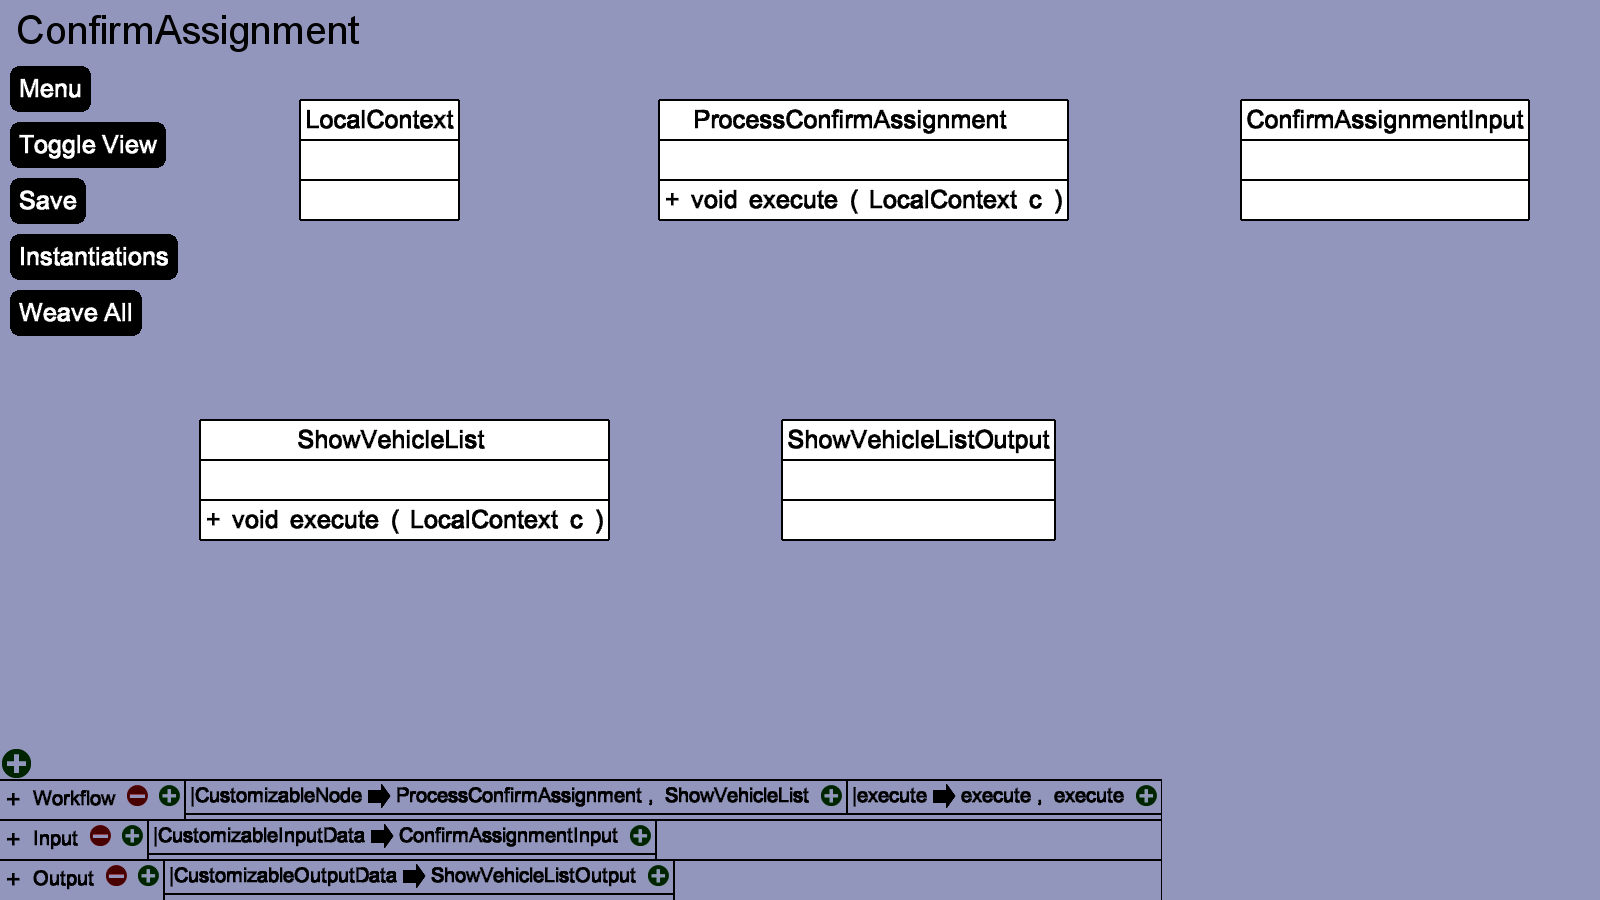 ConfirmAssignment
Menu
Toggle View
Save
Instantiations
Weave All
LocalContext
ProcessConfirmAssignment
+ void execute ( LocalContext c )
ConfirmAssignmentInput
ShowVehicleList
+ void execute ( LocalContext c )
ShowVehicleListOutput
+ Workflow |CustomizableNode ProcessConfirmAssignment , ShowVehicleList |execute execute , execute
+ Input |CustomizableInputData ConfirmAssignmentInput
+ Output |CustomizableOutputData ShowVehicleListOutput